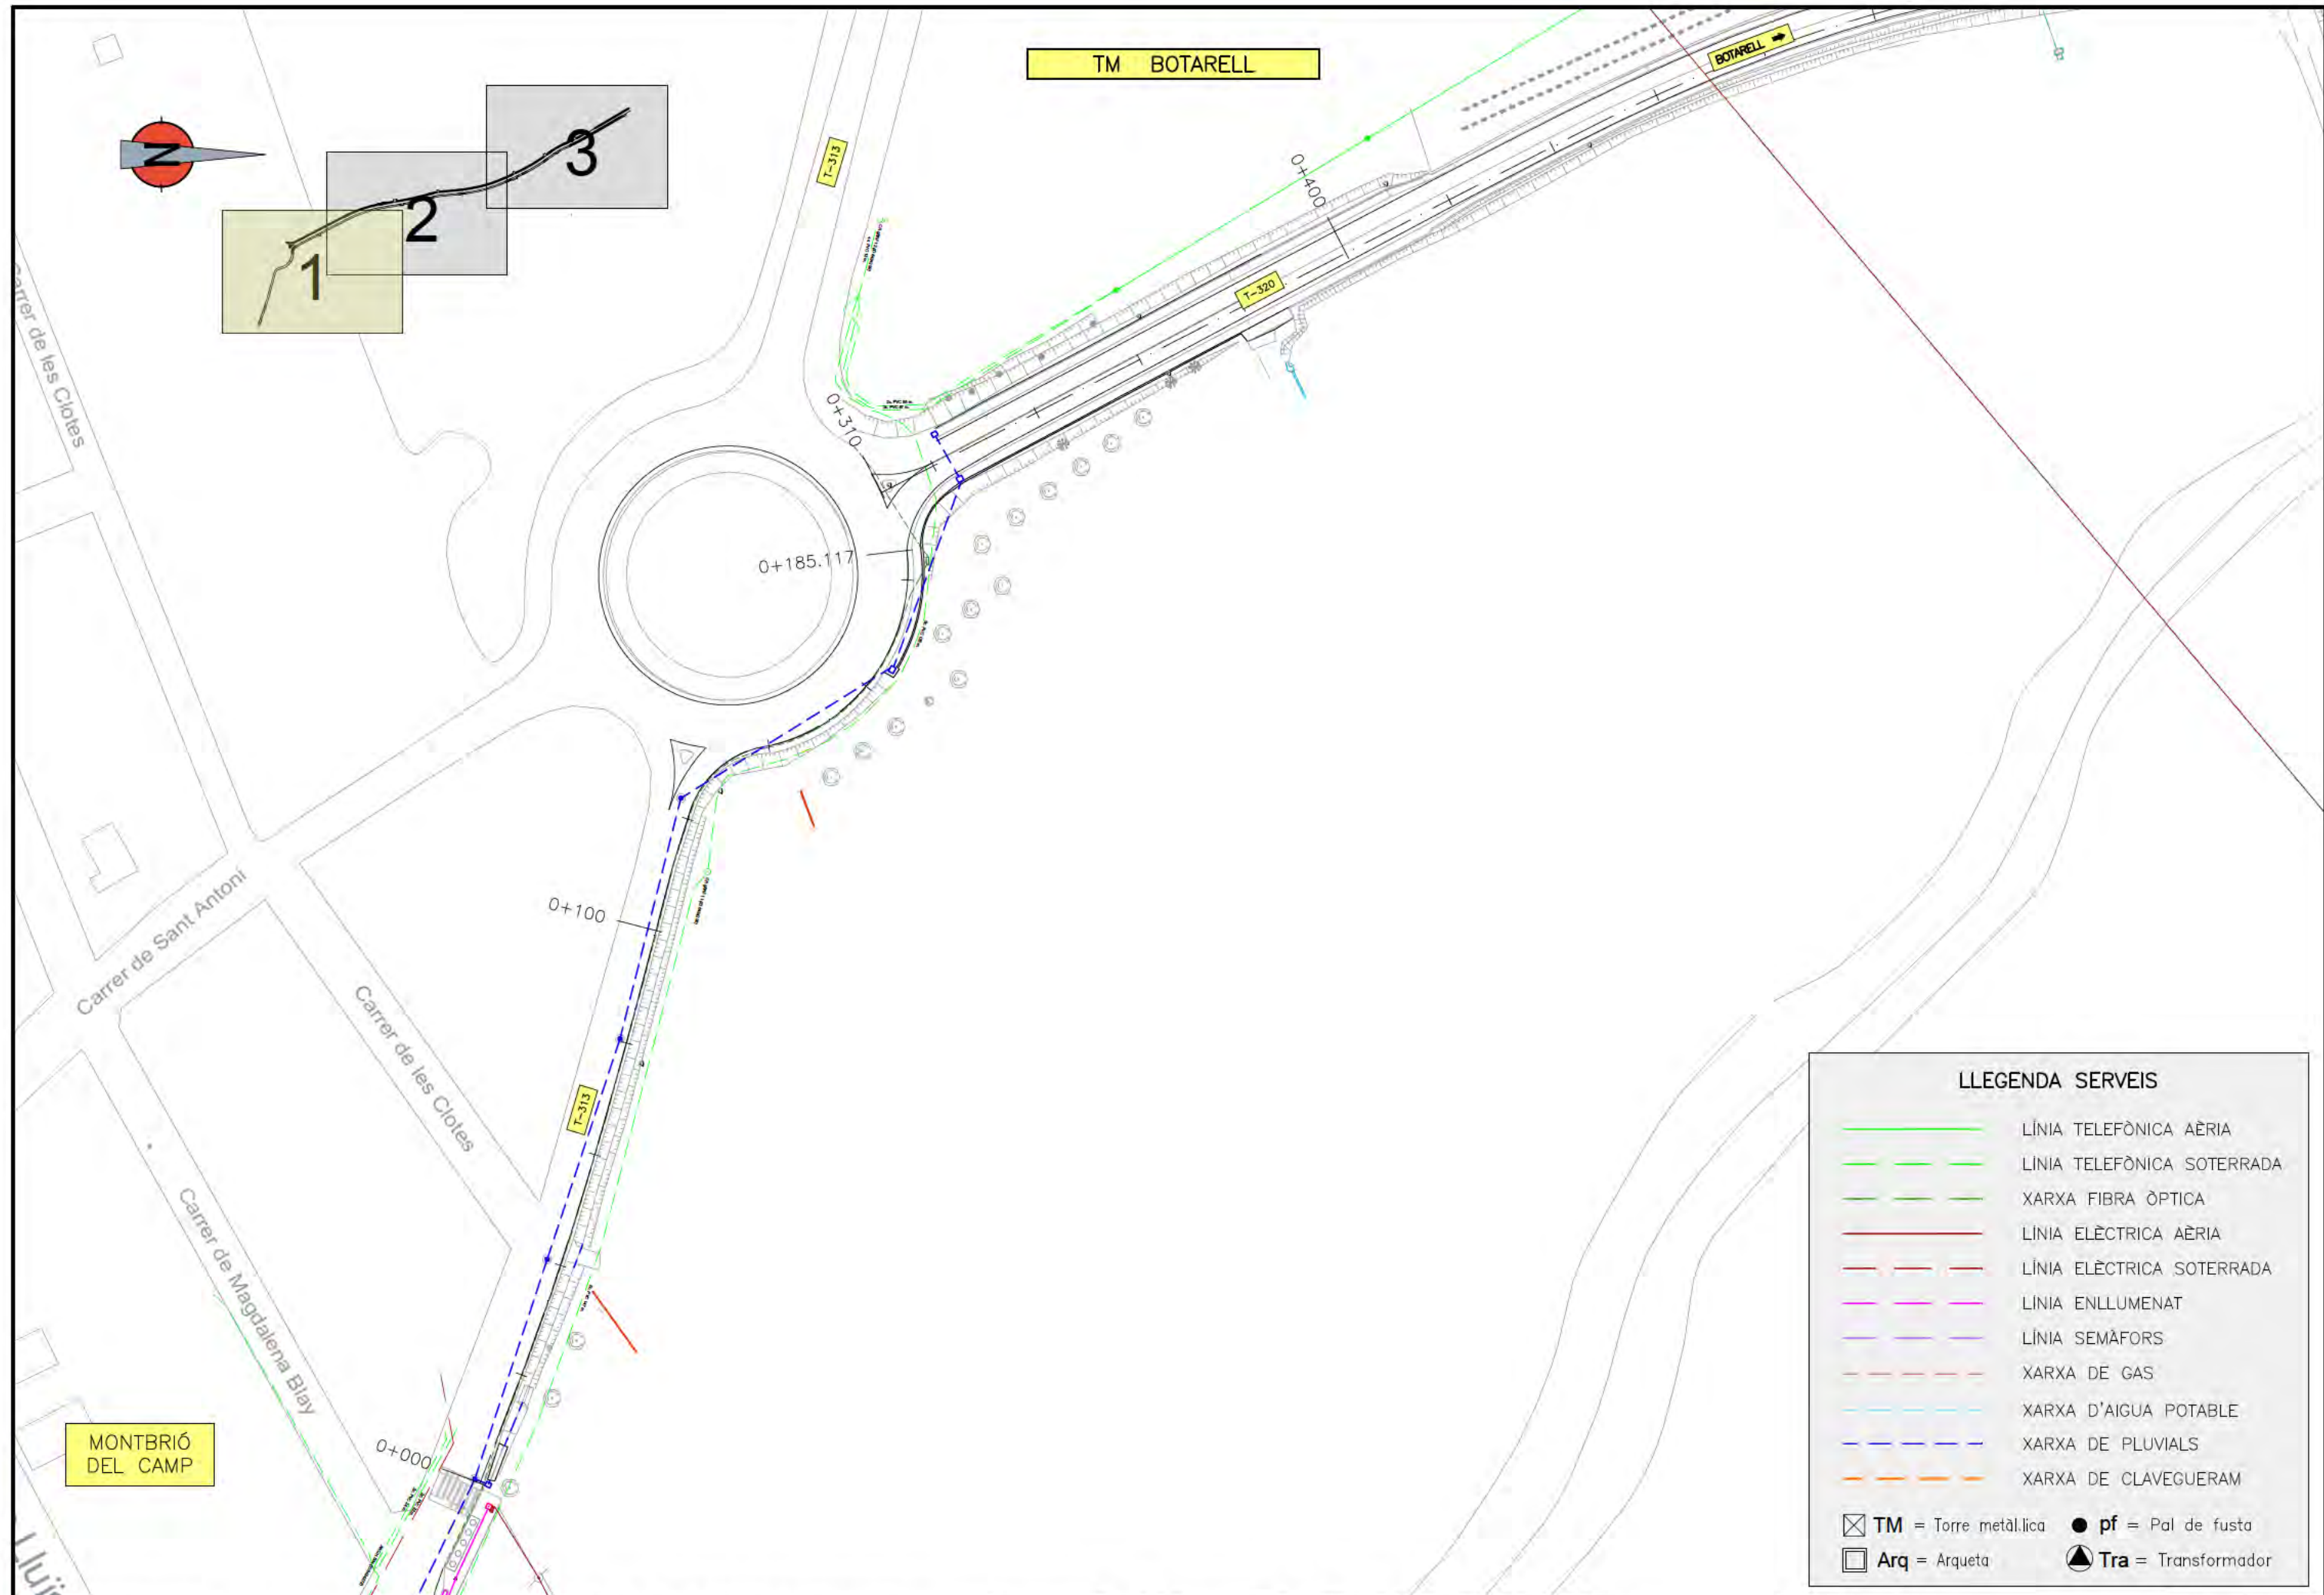 TM BOTARELL
BOTARELL
N
1
2
3
T-313
0+400
T-320
0+310
0+185.117
Carrer de les Clotes
0+100
Carrer de Sant Antoni
Carrer de les Clotes
T-313
Carrer de Magdalena Blay
0+000
MONTBRIÓ
DEL CAMP
LLEGENDA SERVEIS
LÍNIA TELEFÒNICA AÈRIA
LÍNIA TELEFÒNICA SOTERRADA
XARXA FIBRA ÒPTICA
LÍNIA ELÈCTRICA AÈRIA
LÍNIA ELÈCTRICA SOTERRADA
LÍNIA ENLLUMENAT
LÍNIA SEMÀFORS
XARXA DE GAS
XARXA D'AIGUA POTABLE
XARXA DE PLUVIALS
XARXA DE CLAVEGUERAM
TM = Torre metàl.lica
pf = Pal de fusta
Arq = Arqueta
Tra = Transformador